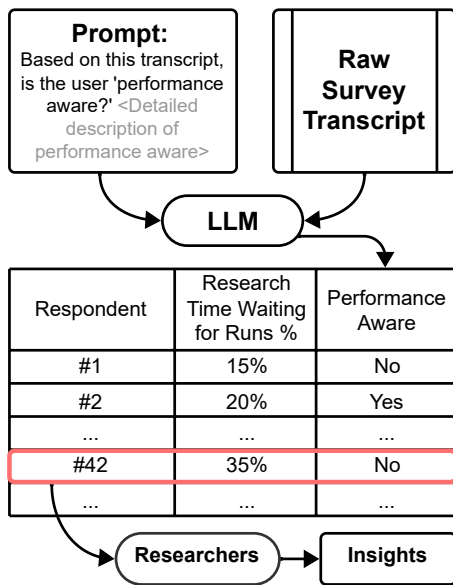 Prompt:
Based on this transcript,
is the user 'performance
aware?' <Detailed
description of
performance aware>
Raw
Survey
Transcript
LLM
Respondent
Research
Time Waiting
for Runs %
Performance
Aware
#1 15% No
#2 20% Yes
... ... ...
#42 35% No
... ... ...
Researchers
Insights